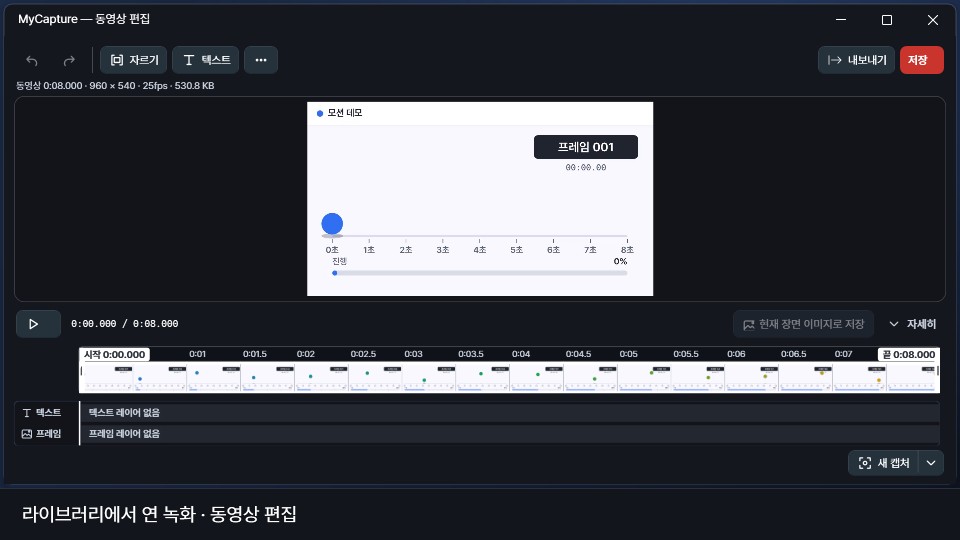 MyCapture — 동영상 편집
자르기
텍스트
내보내기
저장
동영상 0:08.000 · 960 × 540 · 25fps · 530.8 KB
모션 데모
프레임 001
00:00.00
0초 1초 2초 3초 4초 5초 6초 7초 8초
진행 0%
0:00.000 / 0:08.000
현재 장면 이미지로 저장
자세히
시작 0:00.000 0:01 0:01.5 0:02 0:02.5 0:03 0:03.5 0:04 0:04.5 0:05 0:05.5 0:06 0:06.5 0:07 끝 0:08.000
텍스트 텍스트 레이어 없음
프레임 프레임 레이어 없음
새 캡처
라이브러리에서 연 녹화 · 동영상 편집